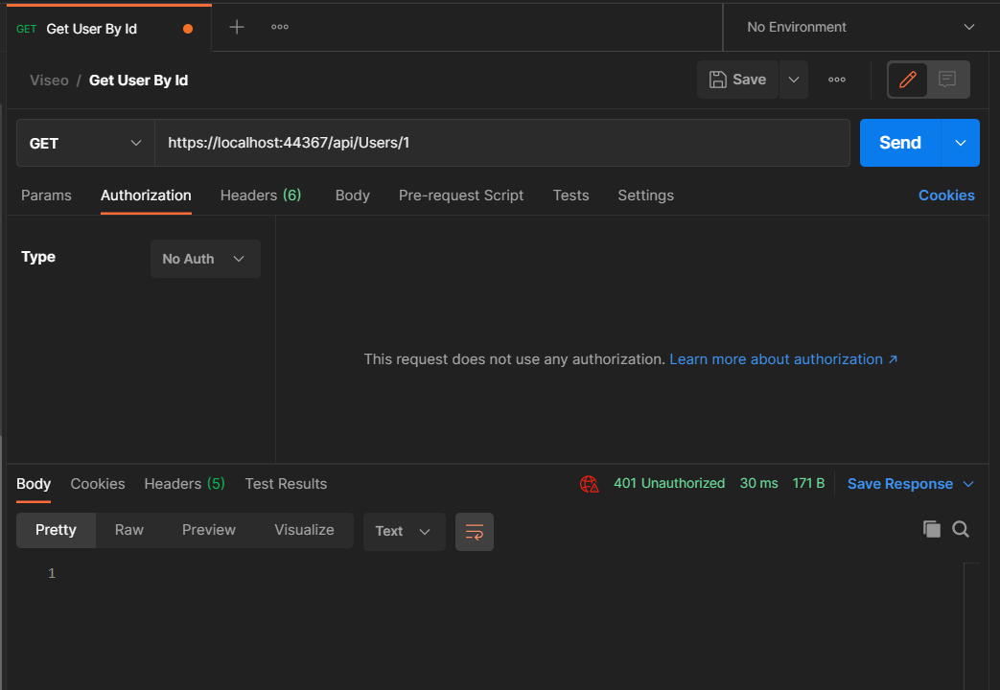 GET Get User By Id
No Environment
Viseo / Get User By Id
Save
GET https://localhost:44367/api/Users/1 Send
Params Authorization Headers (6) Body Pre-request Script Tests Settings Cookies
Type No Auth
This request does not use any authorization. Learn more about authorization ↗
Body Cookies Headers (5) Test Results 401 Unauthorized 30 ms 171 B Save Response
Pretty Raw Preview Visualize Text
1